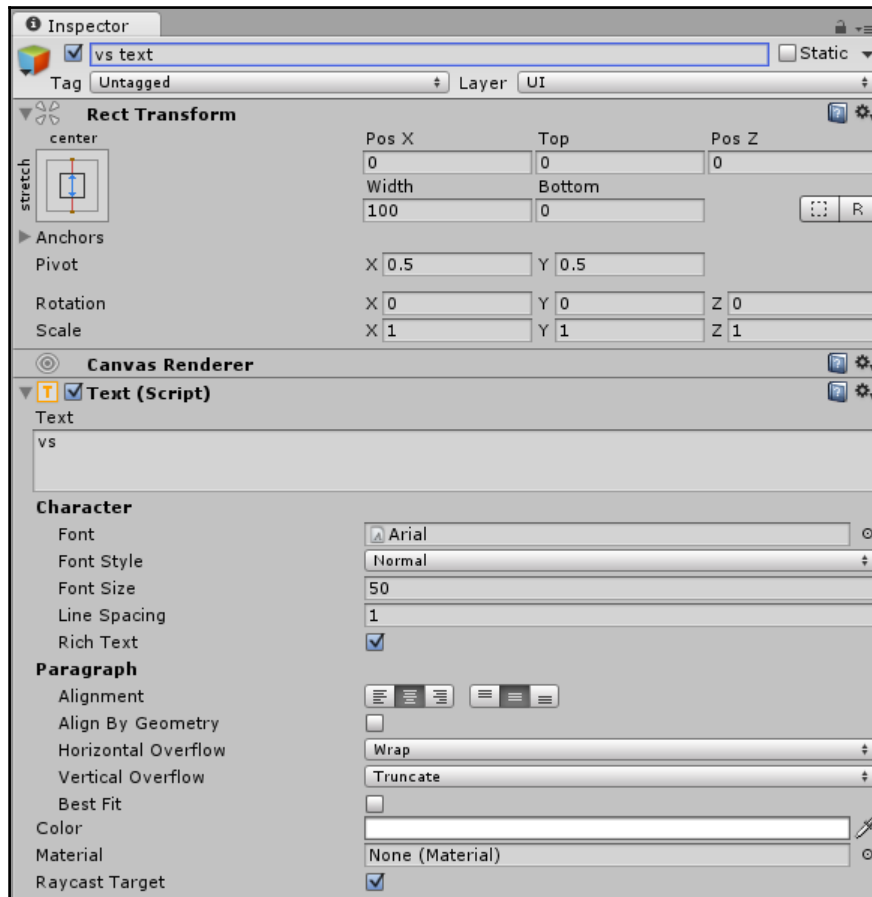 Inspector
vs text Static
Tag Untagged Layer UI
Rect Transform
center Pos X Top Pos Z
stretch 0 0 0
Width Bottom
100 0 R
Anchors
Pivot X 0.5 Y 0.5
Rotation X 0 Y 0 Z 0
Scale X 1 Y 1 Z 1
Canvas Renderer
T Text (Script)
Text
vs
Character
Font Arial
Font Style Normal
Font Size 50
Line Spacing 1
Rich Text
Paragraph
Alignment
Align By Geometry
Horizontal Overflow Wrap
Vertical Overflow Truncate
Best Fit
Color
Material None (Material)
Raycast Target